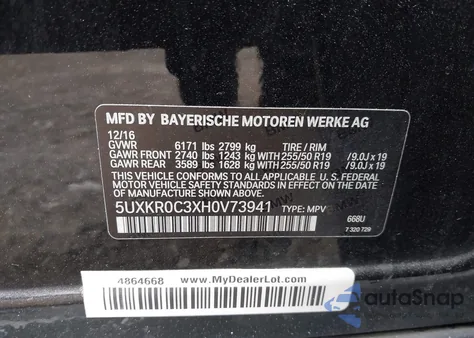 MFD BY BAYERISCHE MOTOREN WERKE AG
12/16
GVWR 6171 lbs 2799 kg TIRE / RIM
GAWR FRONT 2740 lbs 1243 kg WITH 255/50 R19 /9.0J x 19
GAWR REAR 3589 lbs 1628 kg WITH 255/50 R19 /9.0J x 19
THIS VEHICLE CONFORMS TO ALL APPLICABLE U.S. FEDERAL
MOTOR VEHICLE SAFETY STANDARDS IN EFFECT
ON THE DATE OF MANUFACTURE SHOWN ABOVE.
5UXKR0C3XH0V73941 TYPE: MPV
668U
7 320 729
4864668 www.MyDealerLot.com
autoSnap